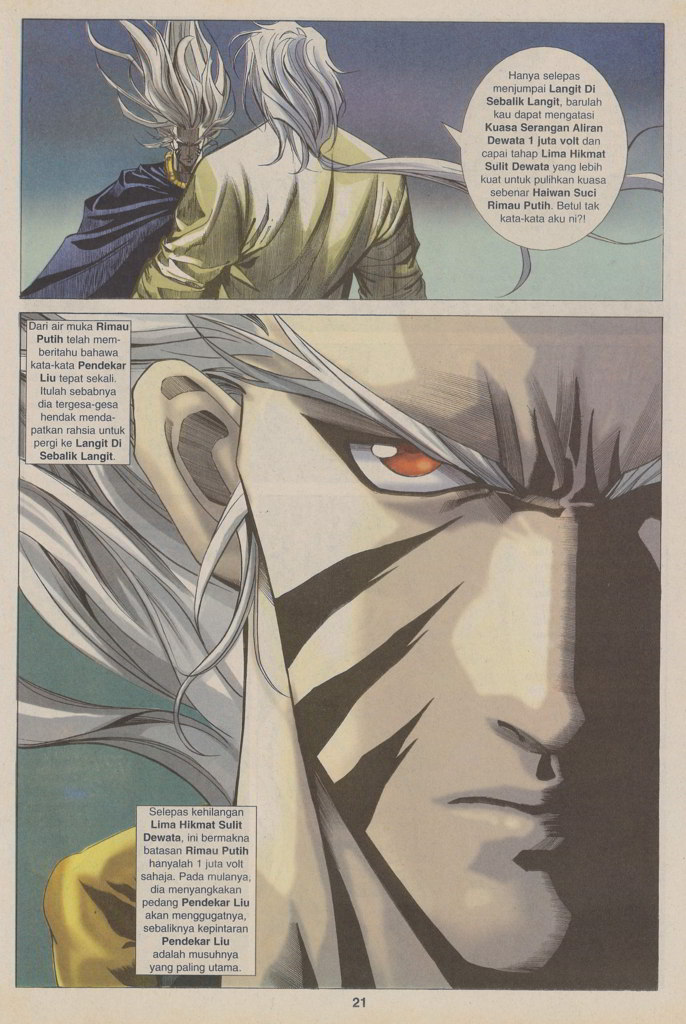 Hanya selepas
menjumpai Langit Di
Sebalik Langit, barulah
kau dapat mengatasi
Kuasa Serangan Aliran
Dewata 1 juta volt dan
capai tahap Lima Hikmat
Sulit Dewata yang lebih
kuat untuk pulihkan kuasa
sebenar Haiwan Suci
Rimau Putih. Betul tak
kata-kata aku ni?!
Dari air muka Rimau
Putih telah mem-
beritahu bahawa
kata-kata Pendekar
Liu tepat sekali.
Itulah sebabnya
dia tergesa-gesa
hendak menda-
patkan rahsia untuk
pergi ke Langit Di
Sebalik Langit.
Selepas kehilangan
Lima Hikmat Sulit
Dewata, ini bermakna
batasan Rimau Putih
hanyalah 1 juta volt
sahaja. Pada mulanya,
dia menyangkakan
pedang Pendekar Liu
akan menggugatnya,
sebaliknya kepintaran
Pendekar Liu
adalah musuhnya
yang paling utama.
21